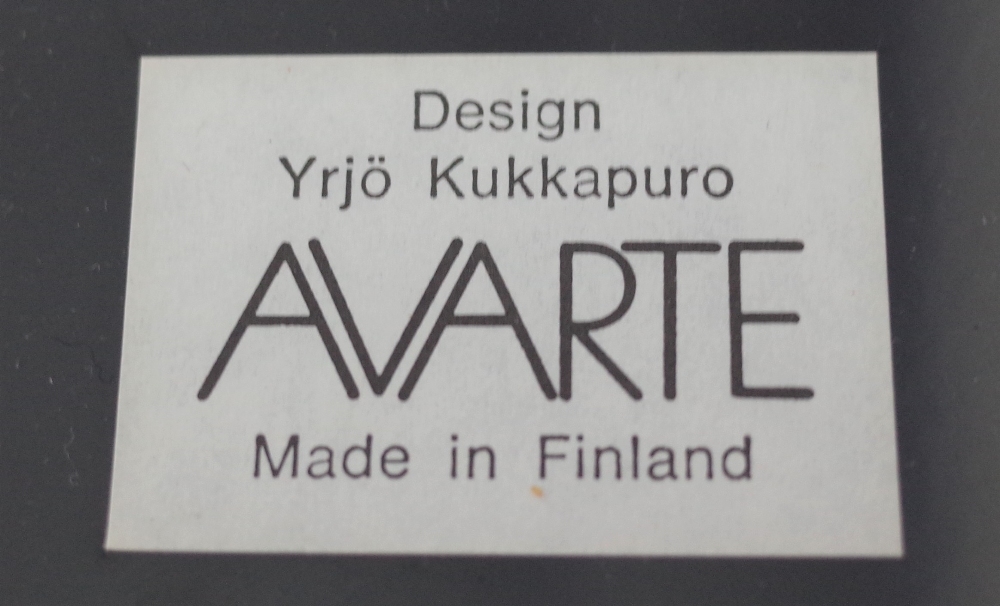 Design
Yrjö Kukkapuro
AVARTE
Made in Finland